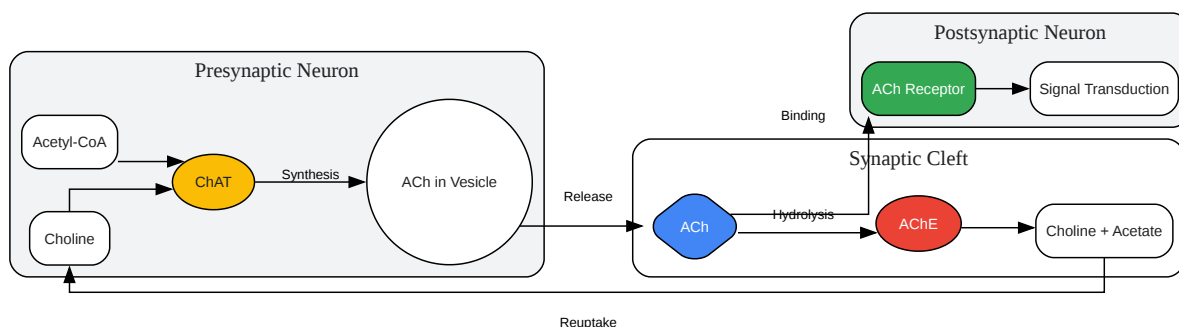 Postsynaptic Neuron
Presynaptic Neuron
ACh Receptor
Signal Transduction
Binding
Acetyl-CoA
Synaptic Cleft
ChAT
Synthesis
ACh in Vesicle
Release
Hydrolysis
ACh
AChE
Choline + Acetate
Choline
Reuptake